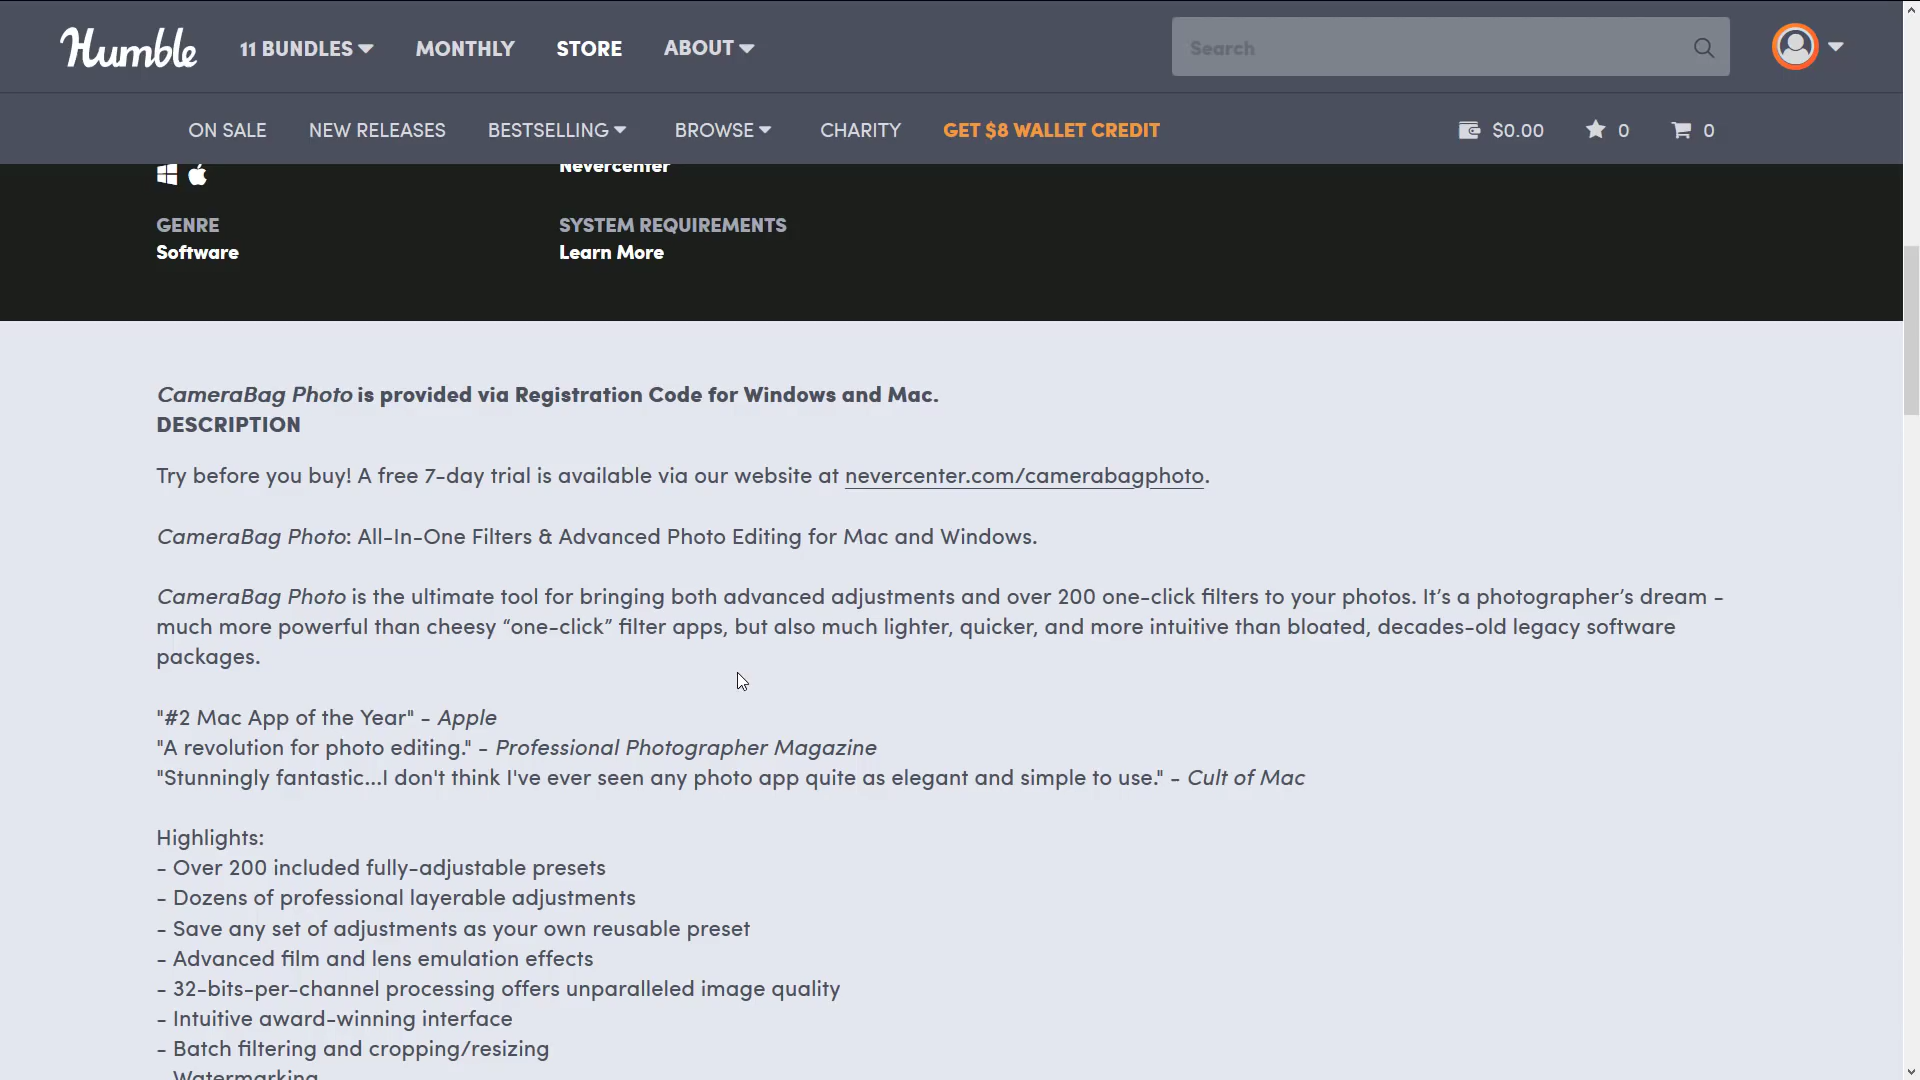 Humble 11 BUNDLES MONTHLY STORE ABOUT Search
ON SALE NEW RELEASES BESTSELLING BROWSE CHARITY GET $8 WALLET CREDIT $0.00 0 0
Nevercenter
GENRE SYSTEM REQUIREMENTS
Software Learn More
CameraBag Photo is provided via Registration Code for Windows and Mac.
DESCRIPTION
Try before you buy! A free 7-day trial is available via our website at nevercenter.com/camerabagphoto.
CameraBag Photo: All-In-One Filters & Advanced Photo Editing for Mac and Windows.
CameraBag Photo is the ultimate tool for bringing both advanced adjustments and over 200 one-click filters to your photos. It’s a photographer’s dream –
much more powerful than cheesy “one-click” filter apps, but also much lighter, quicker, and more intuitive than bloated, decades-old legacy software
packages.
"#2 Mac App of the Year" - Apple
"A revolution for photo editing." - Professional Photographer Magazine
"Stunningly fantastic...I don't think I've ever seen any photo app quite as elegant and simple to use." - Cult of Mac
Highlights:
- Over 200 included fully-adjustable presets
- Dozens of professional layerable adjustments
- Save any set of adjustments as your own reusable preset
- Advanced film and lens emulation effects
- 32-bits-per-channel processing offers unparalleled image quality
- Intuitive award-winning interface
- Batch filtering and cropping/resizing
- Watermarking